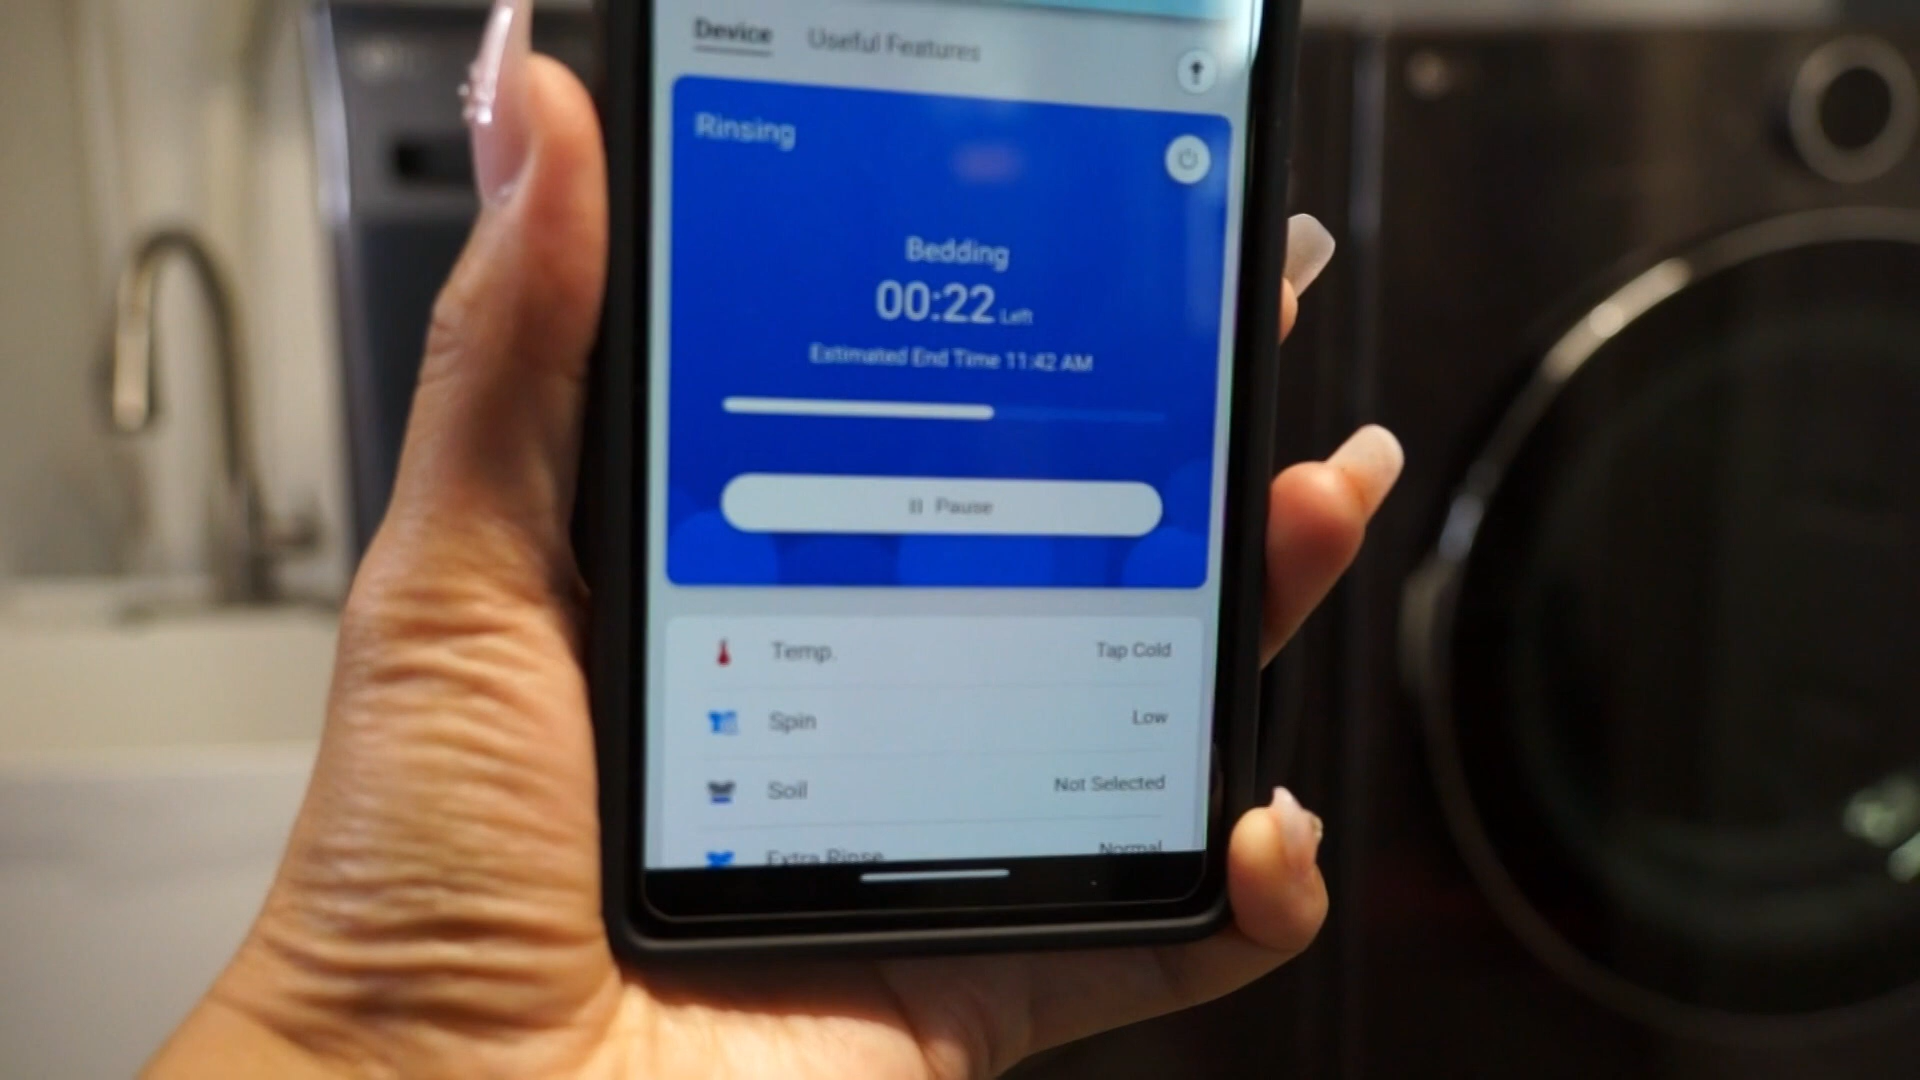 Device Useful Features
Rinsing
Bedding
00:22 Left
Estimated End Time 11:42 AM
Pause
Temp. Tap Cold
Spin Low
Soil Not Selected
Extra Rinse Normal